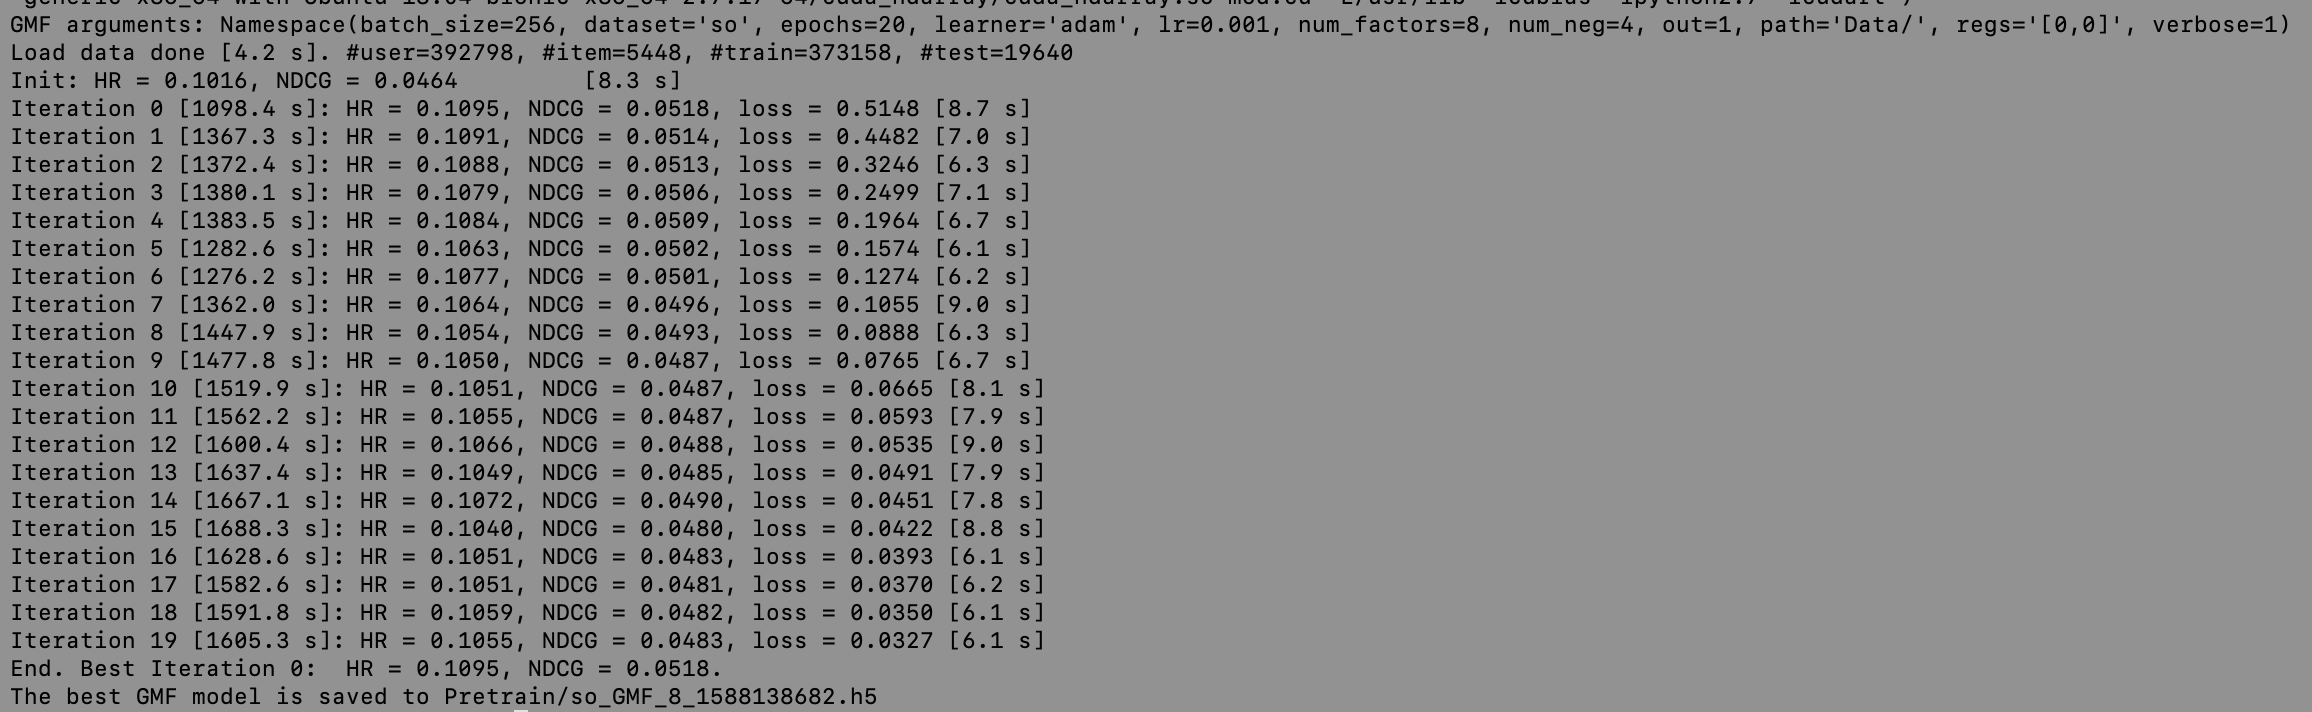 GMF arguments: Namespace(batch_size=256, dataset='so', epochs=20, learner='adam', lr=0.001, num_factors=8, num_neg=4, out=1, path='Data/', regs='[0,0]', verbose=1)
Load data done [4.2 s]. #user=392798, #item=5448, #train=373158, #test=19640
Init: HR = 0.1016, NDCG = 0.0464         [8.3 s]
Iteration 0 [1098.4 s]: HR = 0.1095, NDCG = 0.0518, loss = 0.5148 [8.7 s]
Iteration 1 [1367.3 s]: HR = 0.1091, NDCG = 0.0514, loss = 0.4482 [7.0 s]
Iteration 2 [1372.4 s]: HR = 0.1088, NDCG = 0.0513, loss = 0.3246 [6.3 s]
Iteration 3 [1380.1 s]: HR = 0.1079, NDCG = 0.0506, loss = 0.2499 [7.1 s]
Iteration 4 [1383.5 s]: HR = 0.1084, NDCG = 0.0509, loss = 0.1964 [6.7 s]
Iteration 5 [1282.6 s]: HR = 0.1063, NDCG = 0.0502, loss = 0.1574 [6.1 s]
Iteration 6 [1276.2 s]: HR = 0.1077, NDCG = 0.0501, loss = 0.1274 [6.2 s]
Iteration 7 [1362.0 s]: HR = 0.1064, NDCG = 0.0496, loss = 0.1055 [9.0 s]
Iteration 8 [1447.9 s]: HR = 0.1054, NDCG = 0.0493, loss = 0.0888 [6.3 s]
Iteration 9 [1477.8 s]: HR = 0.1050, NDCG = 0.0487, loss = 0.0765 [6.7 s]
Iteration 10 [1519.9 s]: HR = 0.1051, NDCG = 0.0487, loss = 0.0665 [8.1 s]
Iteration 11 [1562.2 s]: HR = 0.1055, NDCG = 0.0487, loss = 0.0593 [7.9 s]
Iteration 12 [1600.4 s]: HR = 0.1066, NDCG = 0.0488, loss = 0.0535 [9.0 s]
Iteration 13 [1637.4 s]: HR = 0.1049, NDCG = 0.0485, loss = 0.0491 [7.9 s]
Iteration 14 [1667.1 s]: HR = 0.1072, NDCG = 0.0490, loss = 0.0451 [7.8 s]
Iteration 15 [1688.3 s]: HR = 0.1040, NDCG = 0.0480, loss = 0.0422 [8.8 s]
Iteration 16 [1628.6 s]: HR = 0.1051, NDCG = 0.0483, loss = 0.0393 [6.1 s]
Iteration 17 [1582.6 s]: HR = 0.1051, NDCG = 0.0481, loss = 0.0370 [6.2 s]
Iteration 18 [1591.8 s]: HR = 0.1059, NDCG = 0.0482, loss = 0.0350 [6.1 s]
Iteration 19 [1605.3 s]: HR = 0.1055, NDCG = 0.0483, loss = 0.0327 [6.1 s]
End. Best Iteration 0:  HR = 0.1095, NDCG = 0.0518.
The best GMF model is saved to Pretrain/so_GMF_8_1588138682.h5